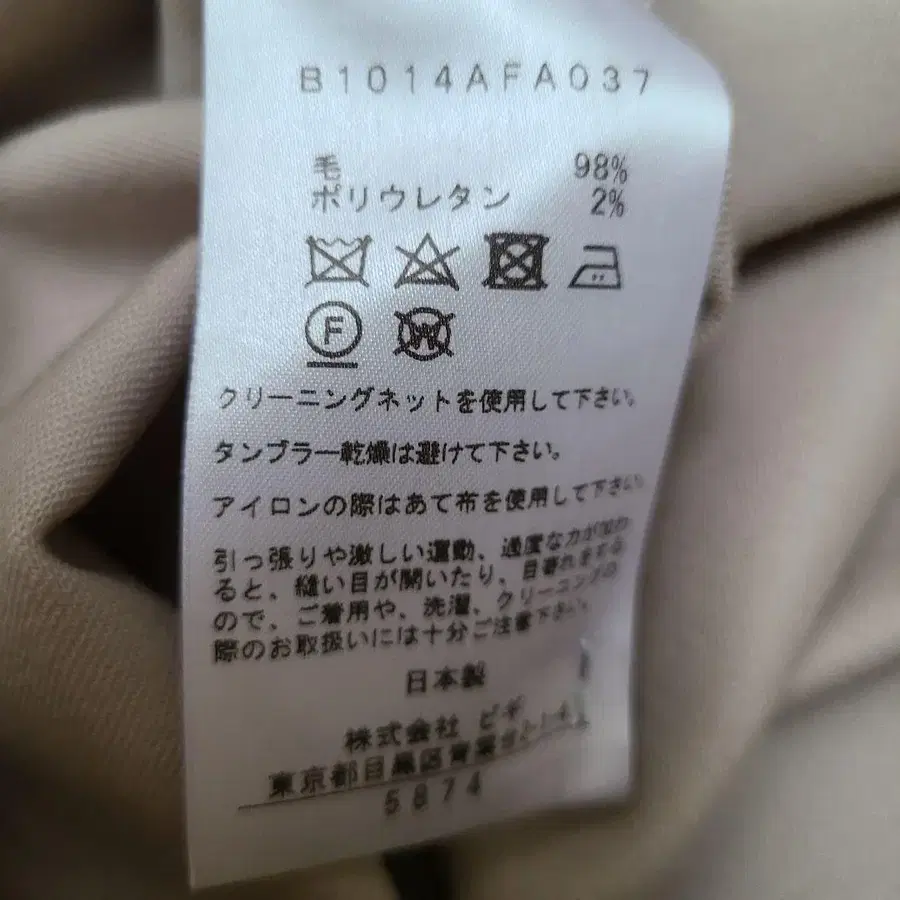 B1014AFA037
毛 98%
ポリウレタン 2%
F
W
クリーニングネットを使用して下さい。
タンブラー乾燥は避けて下さい。
アイロンの際はあて布を使用して下さい。
引っ張りや激しい運動、過度な力が加わ
ると、縫い目が開いたり、目寄れをする
ので、ご着用や、洗濯、クリーニングの
際のお取扱いには十分ご注意下さい。
日本製
株式会社 ビギ
東京都目黒区青葉台
5874